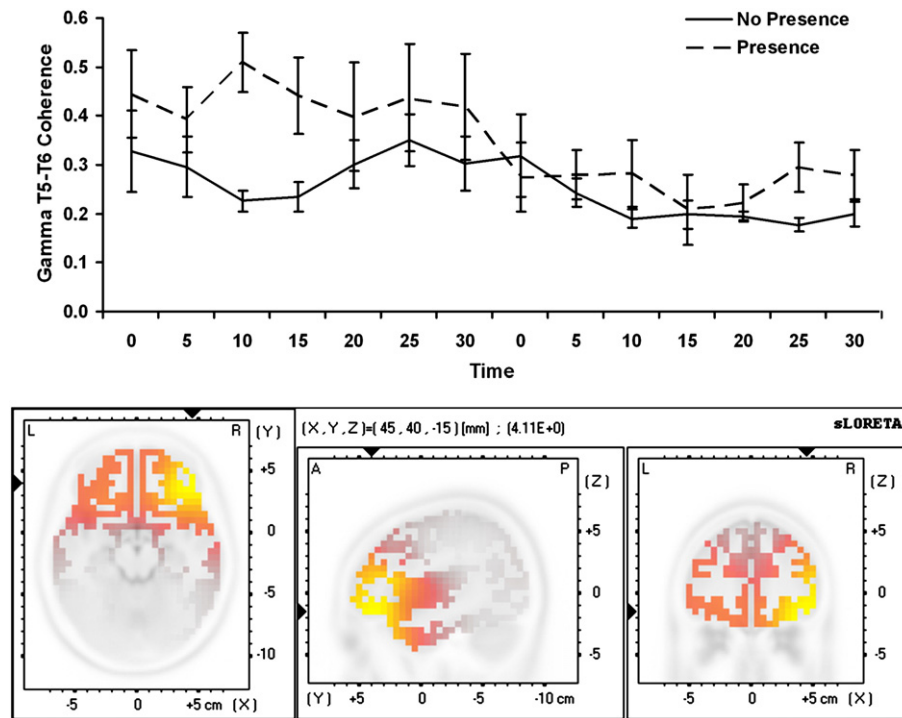 0.6
0.5
0.4
0.3
0.2
0.1
0.0
Gamma T5-T6 Coherence
No Presence
Presence
0 5 10 15 20 25 30 0 5 10 15 20 25 30
Time
L R (Y)
+5
0
-5
-10
-5 0 +5 cm (X)
(X,Y,Z)=(45,40,-15)[mm] ; (4.11E+0)
sLORETA
A P (Z)
+5
0
-5
(Y) +5 0 -5 -10 cm
L R (Z)
+5
0
-5
-5 0 +5 cm (X)